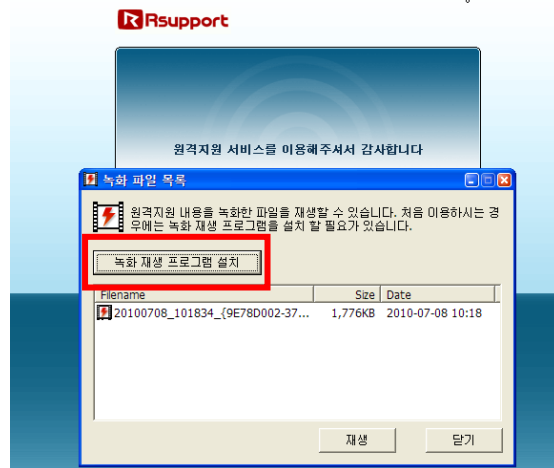 Rsupport
원격지원 서비스를 이용해주셔서 감사합니다
녹화 파일 목록
원격지원 내용을 녹화한 파일을 재생할 수 있습니다. 처음 이용하시는 경
우에는 녹화 재생 프로그램을 설치 할 필요가 있습니다.
녹화 재생 프로그램 설치
Filename Size Date
20100708_101834_{9E78D002-37... 1,776KB 2010-07-08 10:18
재생 닫기